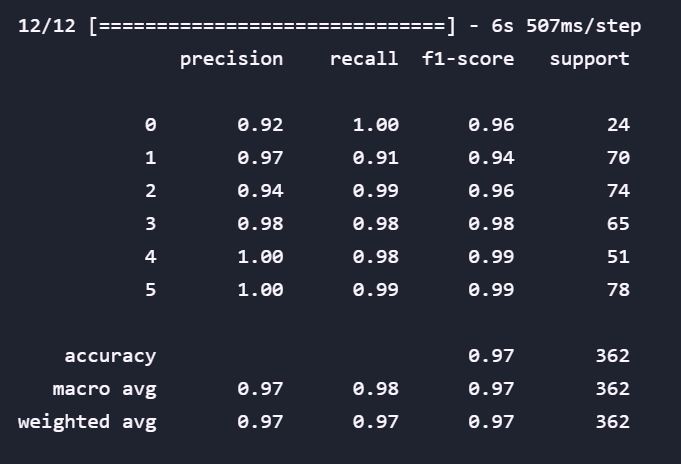 12/12 [==============================] - 6s 507ms/step
precision recall f1-score support
0 0.92 1.00 0.96 24
1 0.97 0.91 0.94 70
2 0.94 0.99 0.96 74
3 0.98 0.98 0.98 65
4 1.00 0.98 0.99 51
5 1.00 0.99 0.99 78
accuracy 0.97 362
macro avg 0.97 0.98 0.97 362
weighted avg 0.97 0.97 0.97 362